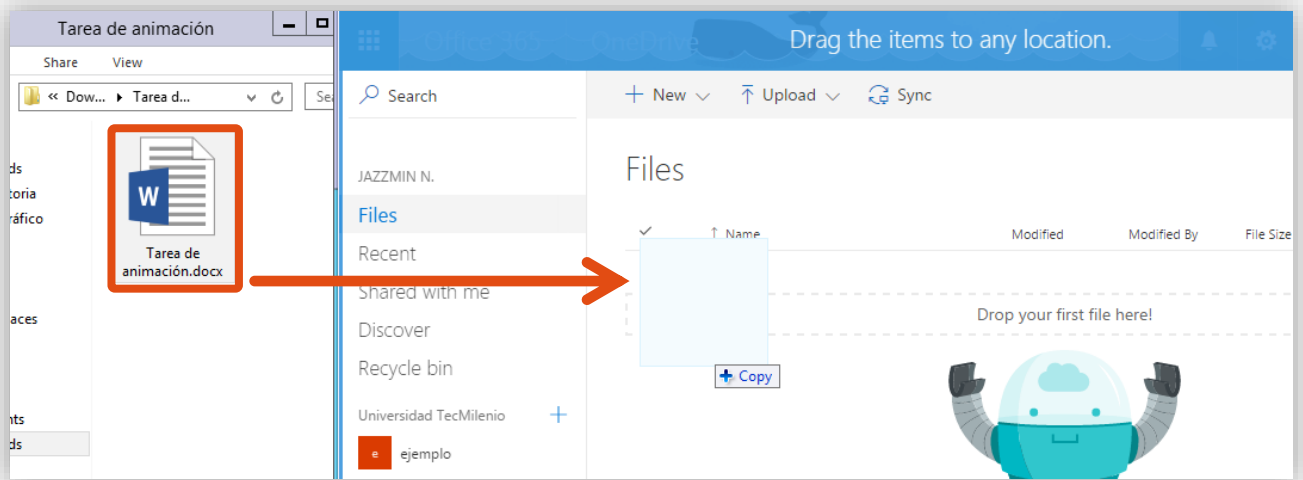 Tarea de animación
Share View
« Dow... Tarea d...
ds
toria
ráfico
W
Tarea de
animación.docx
aces
nts
ds
Office 365 OneDrive
Drag the items to any location.
Search
New Upload Sync
JAZZMIN N.
Files
Recent
Shared with me
Discover
Recycle bin
Universidad TecMilenio
e ejemplo
Files
Name Modified Modified By File Size
Drop your first file here!
Copy